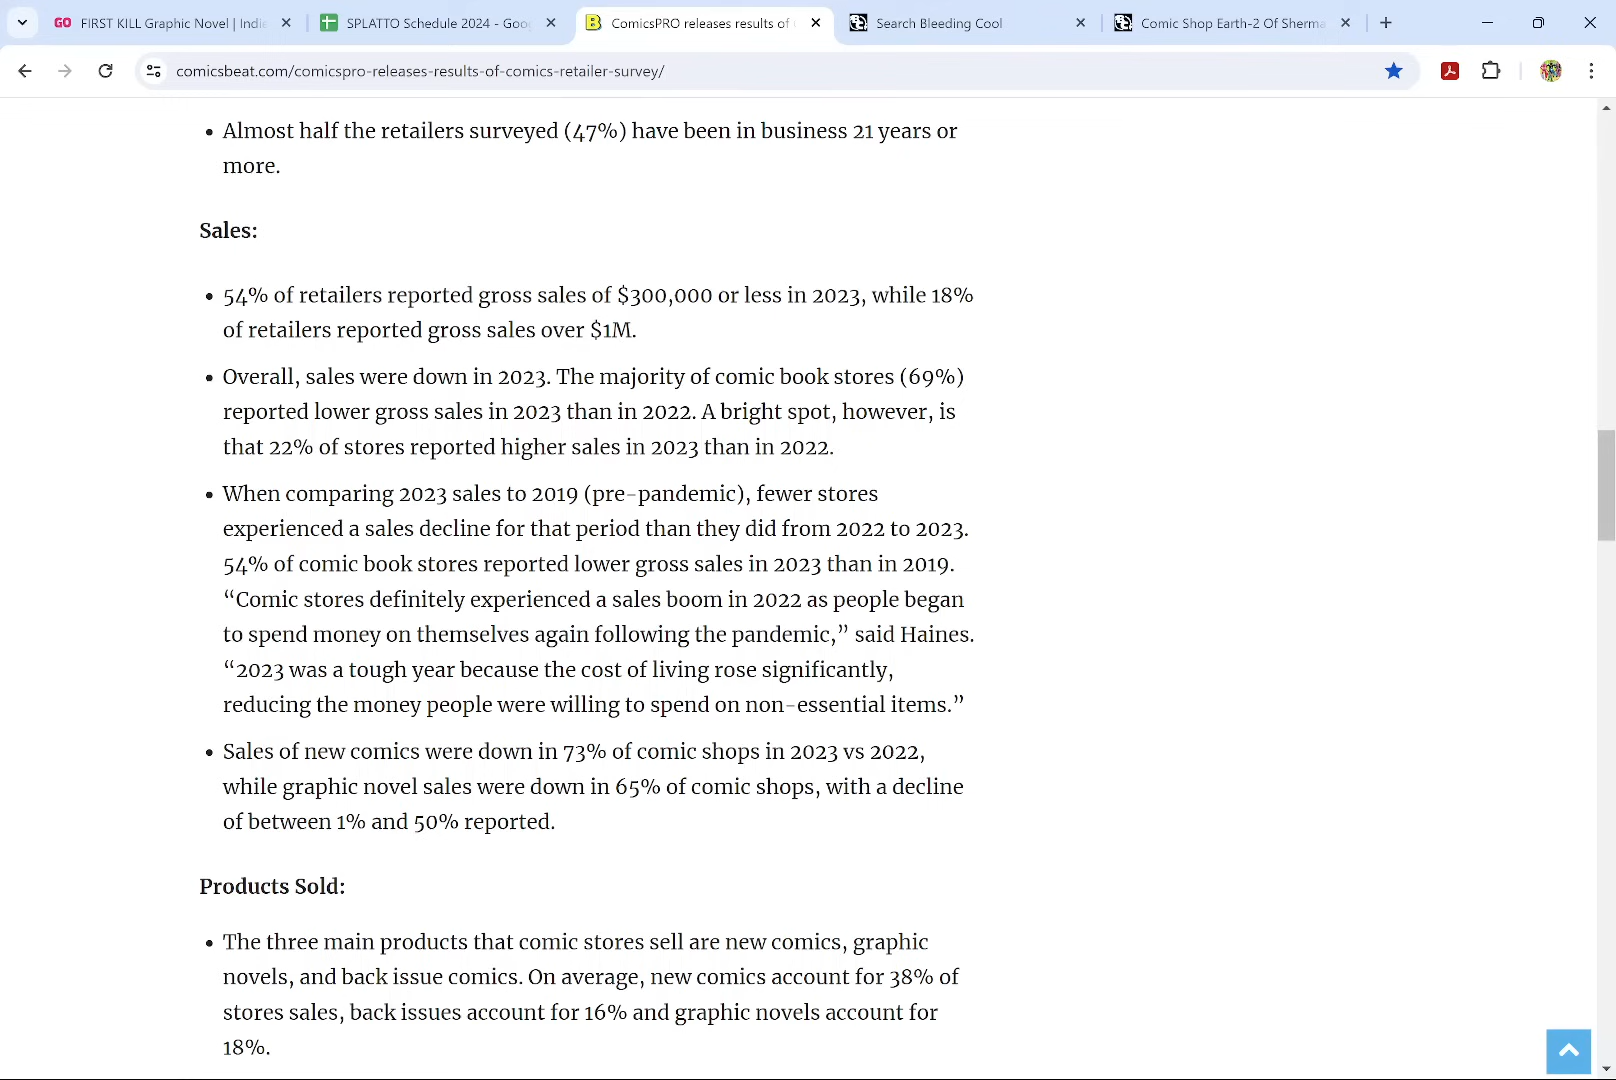 GO FIRST KILL Graphic Novel | Indie
SPLATTO Schedule 2024 - Goo
B ComicsPRO releases results of
Search Bleeding Cool
Comic Shop Earth-2 Of Sherma
comicsbeat.com/comicspro-releases-results-of-comics-retailer-survey/
• Almost half the retailers surveyed (47%) have been in business 21 years or
more.
Sales:
• 54% of retailers reported gross sales of $300,000 or less in 2023, while 18%
of retailers reported gross sales over $1M.
• Overall, sales were down in 2023. The majority of comic book stores (69%)
reported lower gross sales in 2023 than in 2022. A bright spot, however, is
that 22% of stores reported higher sales in 2023 than in 2022.
• When comparing 2023 sales to 2019 (pre-pandemic), fewer stores
experienced a sales decline for that period than they did from 2022 to 2023.
54% of comic book stores reported lower gross sales in 2023 than in 2019.
“Comic stores definitely experienced a sales boom in 2022 as people began
to spend money on themselves again following the pandemic,” said Haines.
“2023 was a tough year because the cost of living rose significantly,
reducing the money people were willing to spend on non-essential items.”
• Sales of new comics were down in 73% of comic shops in 2023 vs 2022,
while graphic novel sales were down in 65% of comic shops, with a decline
of between 1% and 50% reported.
Products Sold:
• The three main products that comic stores sell are new comics, graphic
novels, and back issue comics. On average, new comics account for 38% of
stores sales, back issues account for 16% and graphic novels account for
18%.